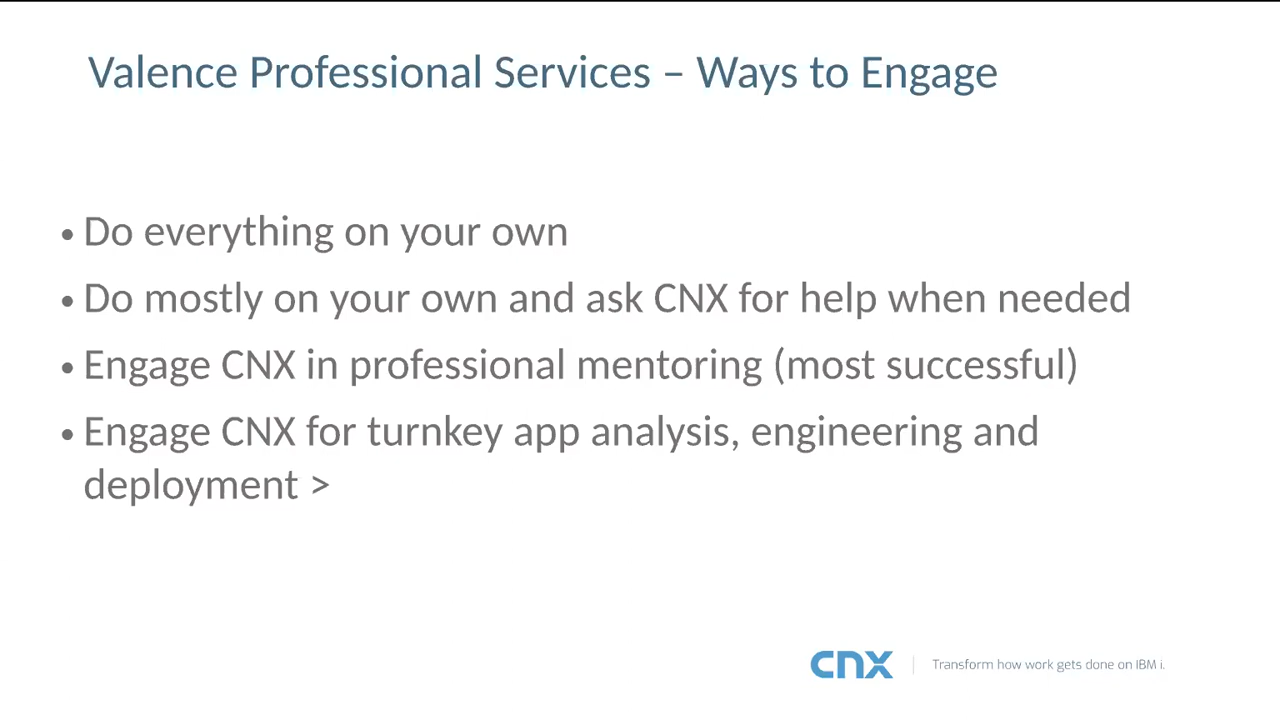 Valence Professional Services – Ways to Engage
• Do everything on your own
• Do mostly on your own and ask CNX for help when needed
• Engage CNX in professional mentoring (most successful)
• Engage CNX for turnkey app analysis, engineering and
deployment >
cnx | Transform how work gets done on IBM i.